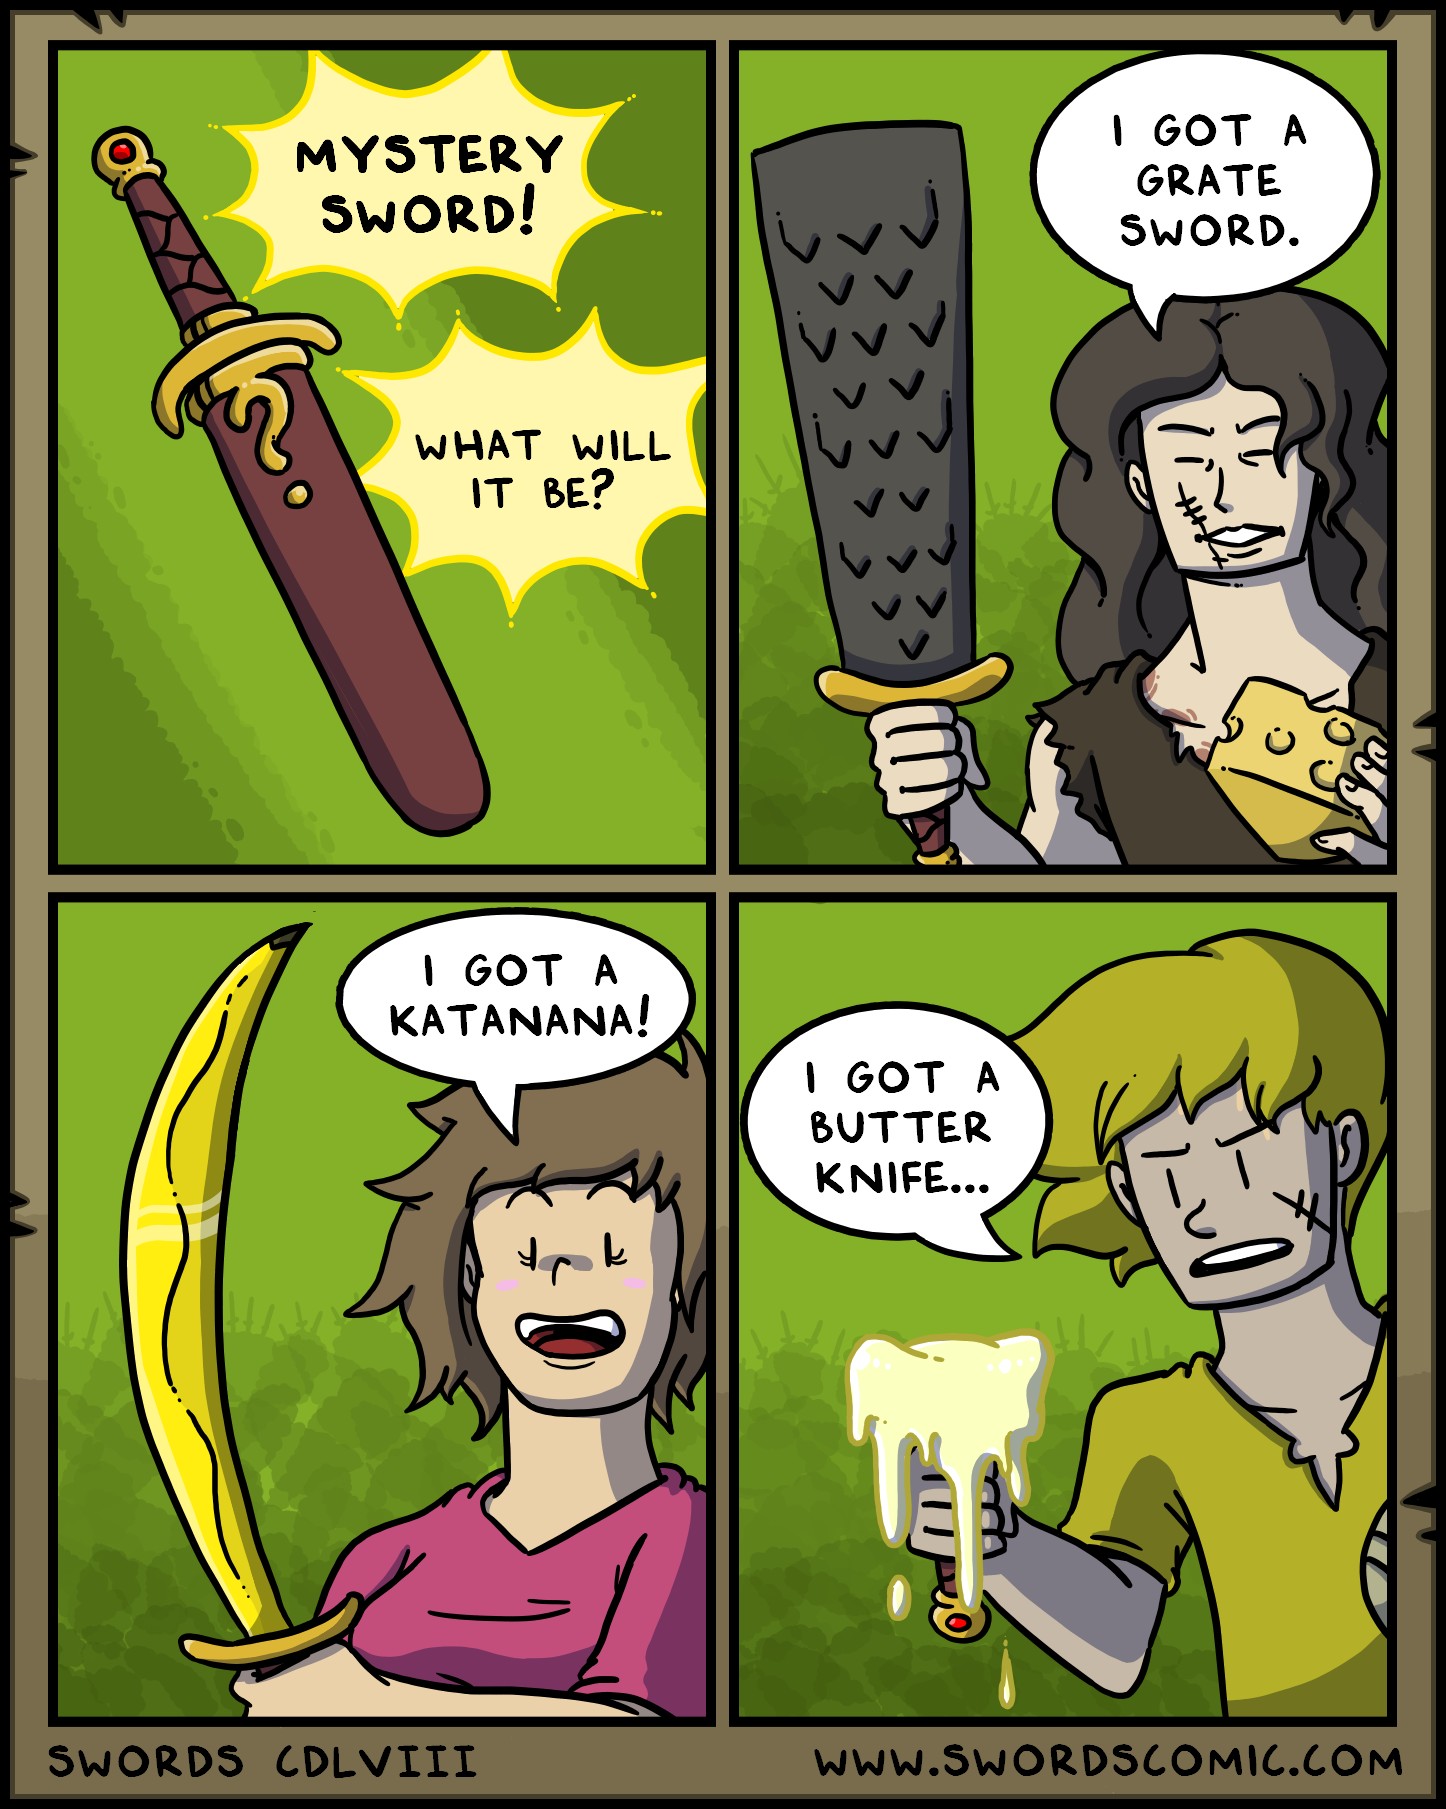 MYSTERY
SWORD!
WHAT WILL
IT BE?
I GOT A
GRATE
SWORD.
I GOT A
KATANANA!
I GOT A
BUTTER
KNIFE...
SWORDS CDLVIII
WWW.SWORDSCOMIC.COM